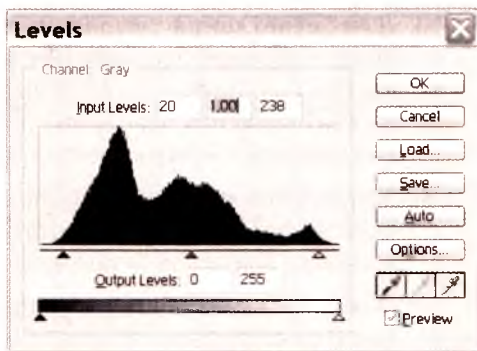 Levels
Channel: Gray
Input Levels: 20 1.00 238
Output Levels: 0 255
OK
Cancel
Load...
Save...
Auto
Options...
Preview